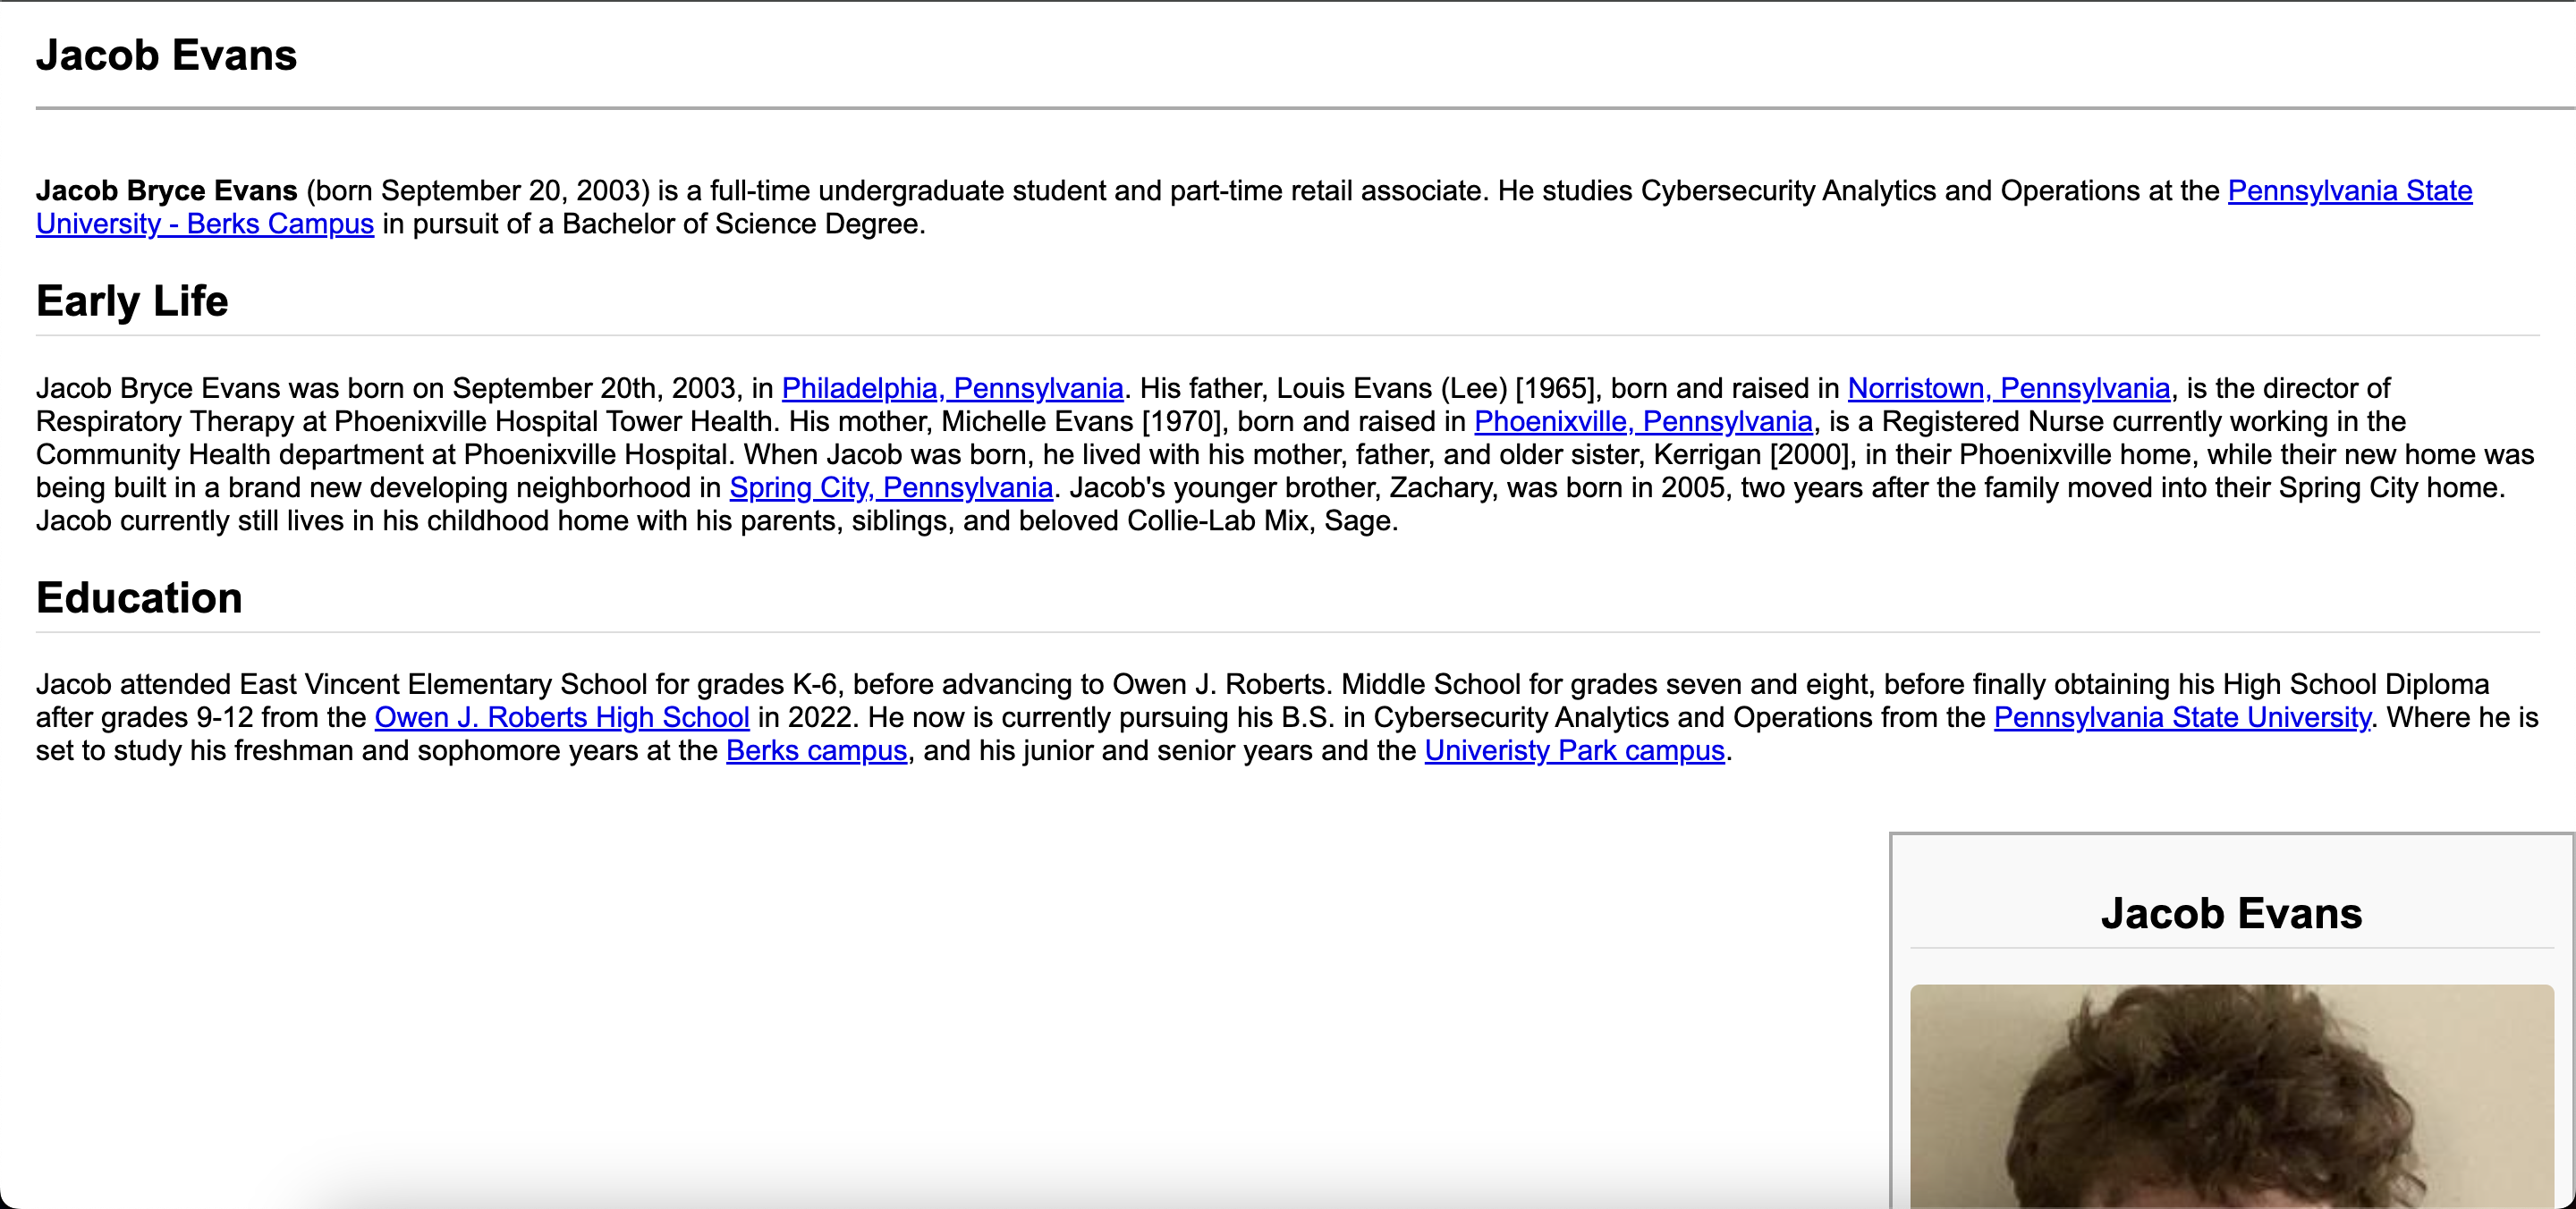 Jacob Evans
Jacob Bryce Evans (born September 20, 2003) is a full-time undergraduate student and part-time retail associate. He studies Cybersecurity Analytics and Operations at the Pennsylvania State
University - Berks Campus in pursuit of a Bachelor of Science Degree.
Early Life
Jacob Bryce Evans was born on September 20th, 2003, in Philadelphia, Pennsylvania. His father, Louis Evans (Lee) [1965], born and raised in Norristown, Pennsylvania, is the director of
Respiratory Therapy at Phoenixville Hospital Tower Health. His mother, Michelle Evans [1970], born and raised in Phoenixville, Pennsylvania, is a Registered Nurse currently working in the
Community Health department at Phoenixville Hospital. When Jacob was born, he lived with his mother, father, and older sister, Kerrigan [2000], in their Phoenixville home, while their new home was
being built in a brand new developing neighborhood in Spring City, Pennsylvania. Jacob's younger brother, Zachary, was born in 2005, two years after the family moved into their Spring City home.
Jacob currently still lives in his childhood home with his parents, siblings, and beloved Collie-Lab Mix, Sage.
Education
Jacob attended East Vincent Elementary School for grades K-6, before advancing to Owen J. Roberts. Middle School for grades seven and eight, before finally obtaining his High School Diploma
after grades 9-12 from the Owen J. Roberts High School in 2022. He now is currently pursuing his B.S. in Cybersecurity Analytics and Operations from the Pennsylvania State University. Where he is
set to study his freshman and sophomore years at the Berks campus, and his junior and senior years and the Univeristy Park campus.
Jacob Evans